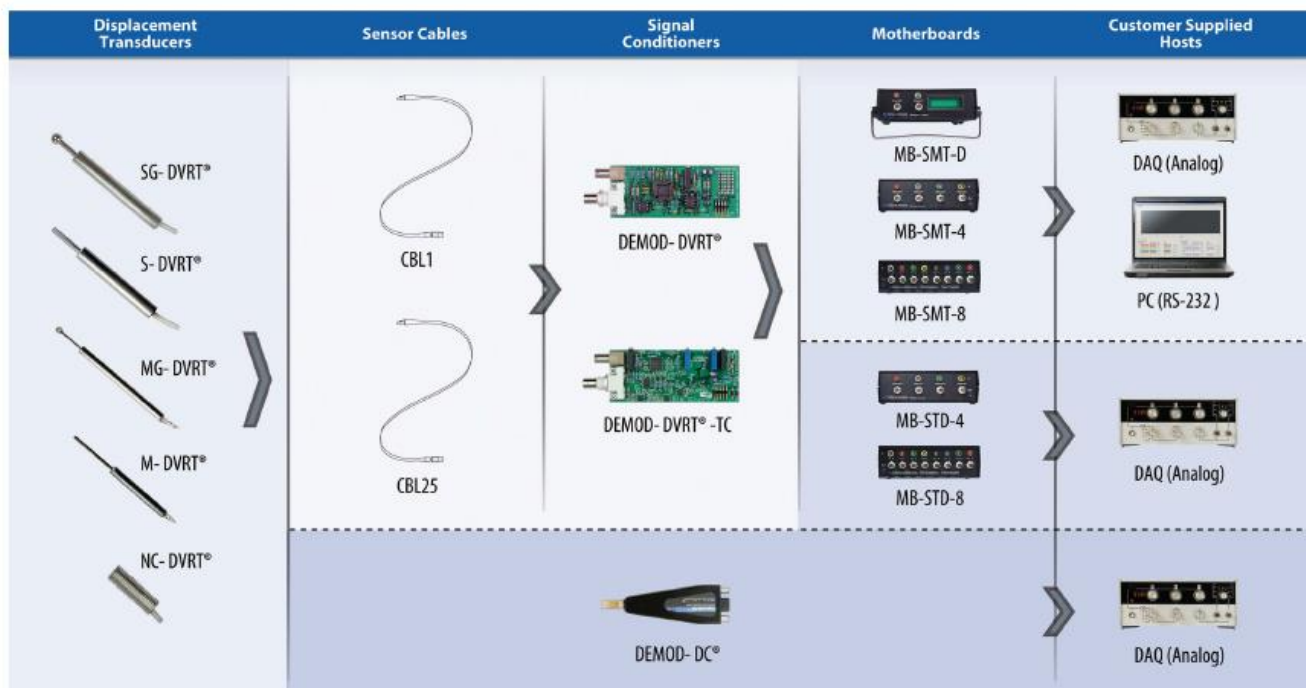 Displacement
Transducers
Sensor Cables
Signal
Conditioners
Motherboards
Customer Supplied
Hosts
SG- DVRT®
S- DVRT®
MG- DVRT®
M- DVRT®
NC- DVRT®
CBL1
CBL25
DEMOD- DVRT®
DEMOD- DVRT® -TC
DEMOD- DC®
MB-SMT-D
MB-SMT-4
MB-SMT-8
MB-STD-4
MB-STD-8
DAQ (Analog)
PC (RS-232 )
DAQ (Analog)
DAQ (Analog)